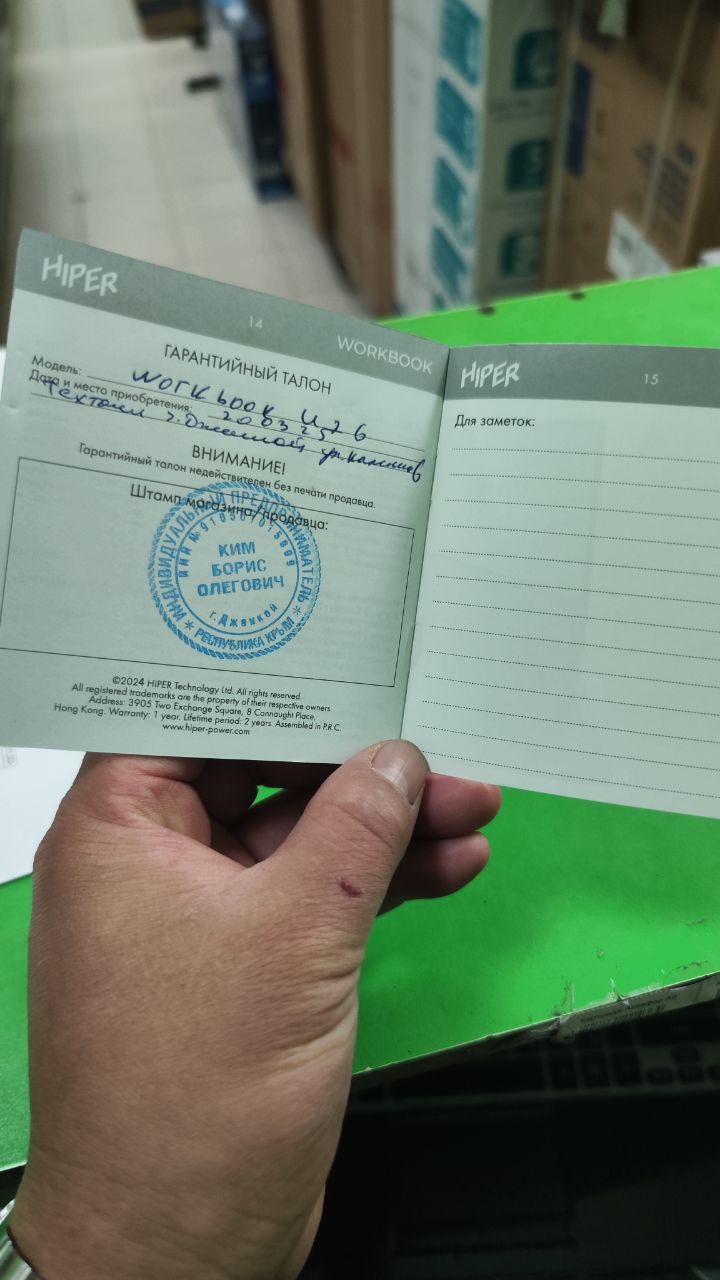 HIPER
14
WORKBOOK
ГАРАНТИЙНЫЙ ТАЛОН
Модель: WORKbook U26
Дата и место приобретения: 20 03 25
г. Джанкой
ВНИМАНИЕ!
Гарантийный талон недействителен без печати продавца.
Штамп магазина/продавца:
ИНДИВИДУАЛЬНЫЙ ПРЕДПРИНИМАТЕЛЬ
КИМ
БОРИС
ОЛЕГОВИЧ
г. Джанкой
* РЕСПУБЛИКА КРЫМ *
©2024 HIPER Technology Ltd. All rights reserved.
All registered trademarks are the property of their respective owners.
Address: 3905 Two Exchange Square, 8 Connaught Place,
Hong Kong. Warranty: 1 year. Lifetime period: 2 years. Assembled in P.R.C.
www.hiper-power.com
HIPER
15
Для заметок: